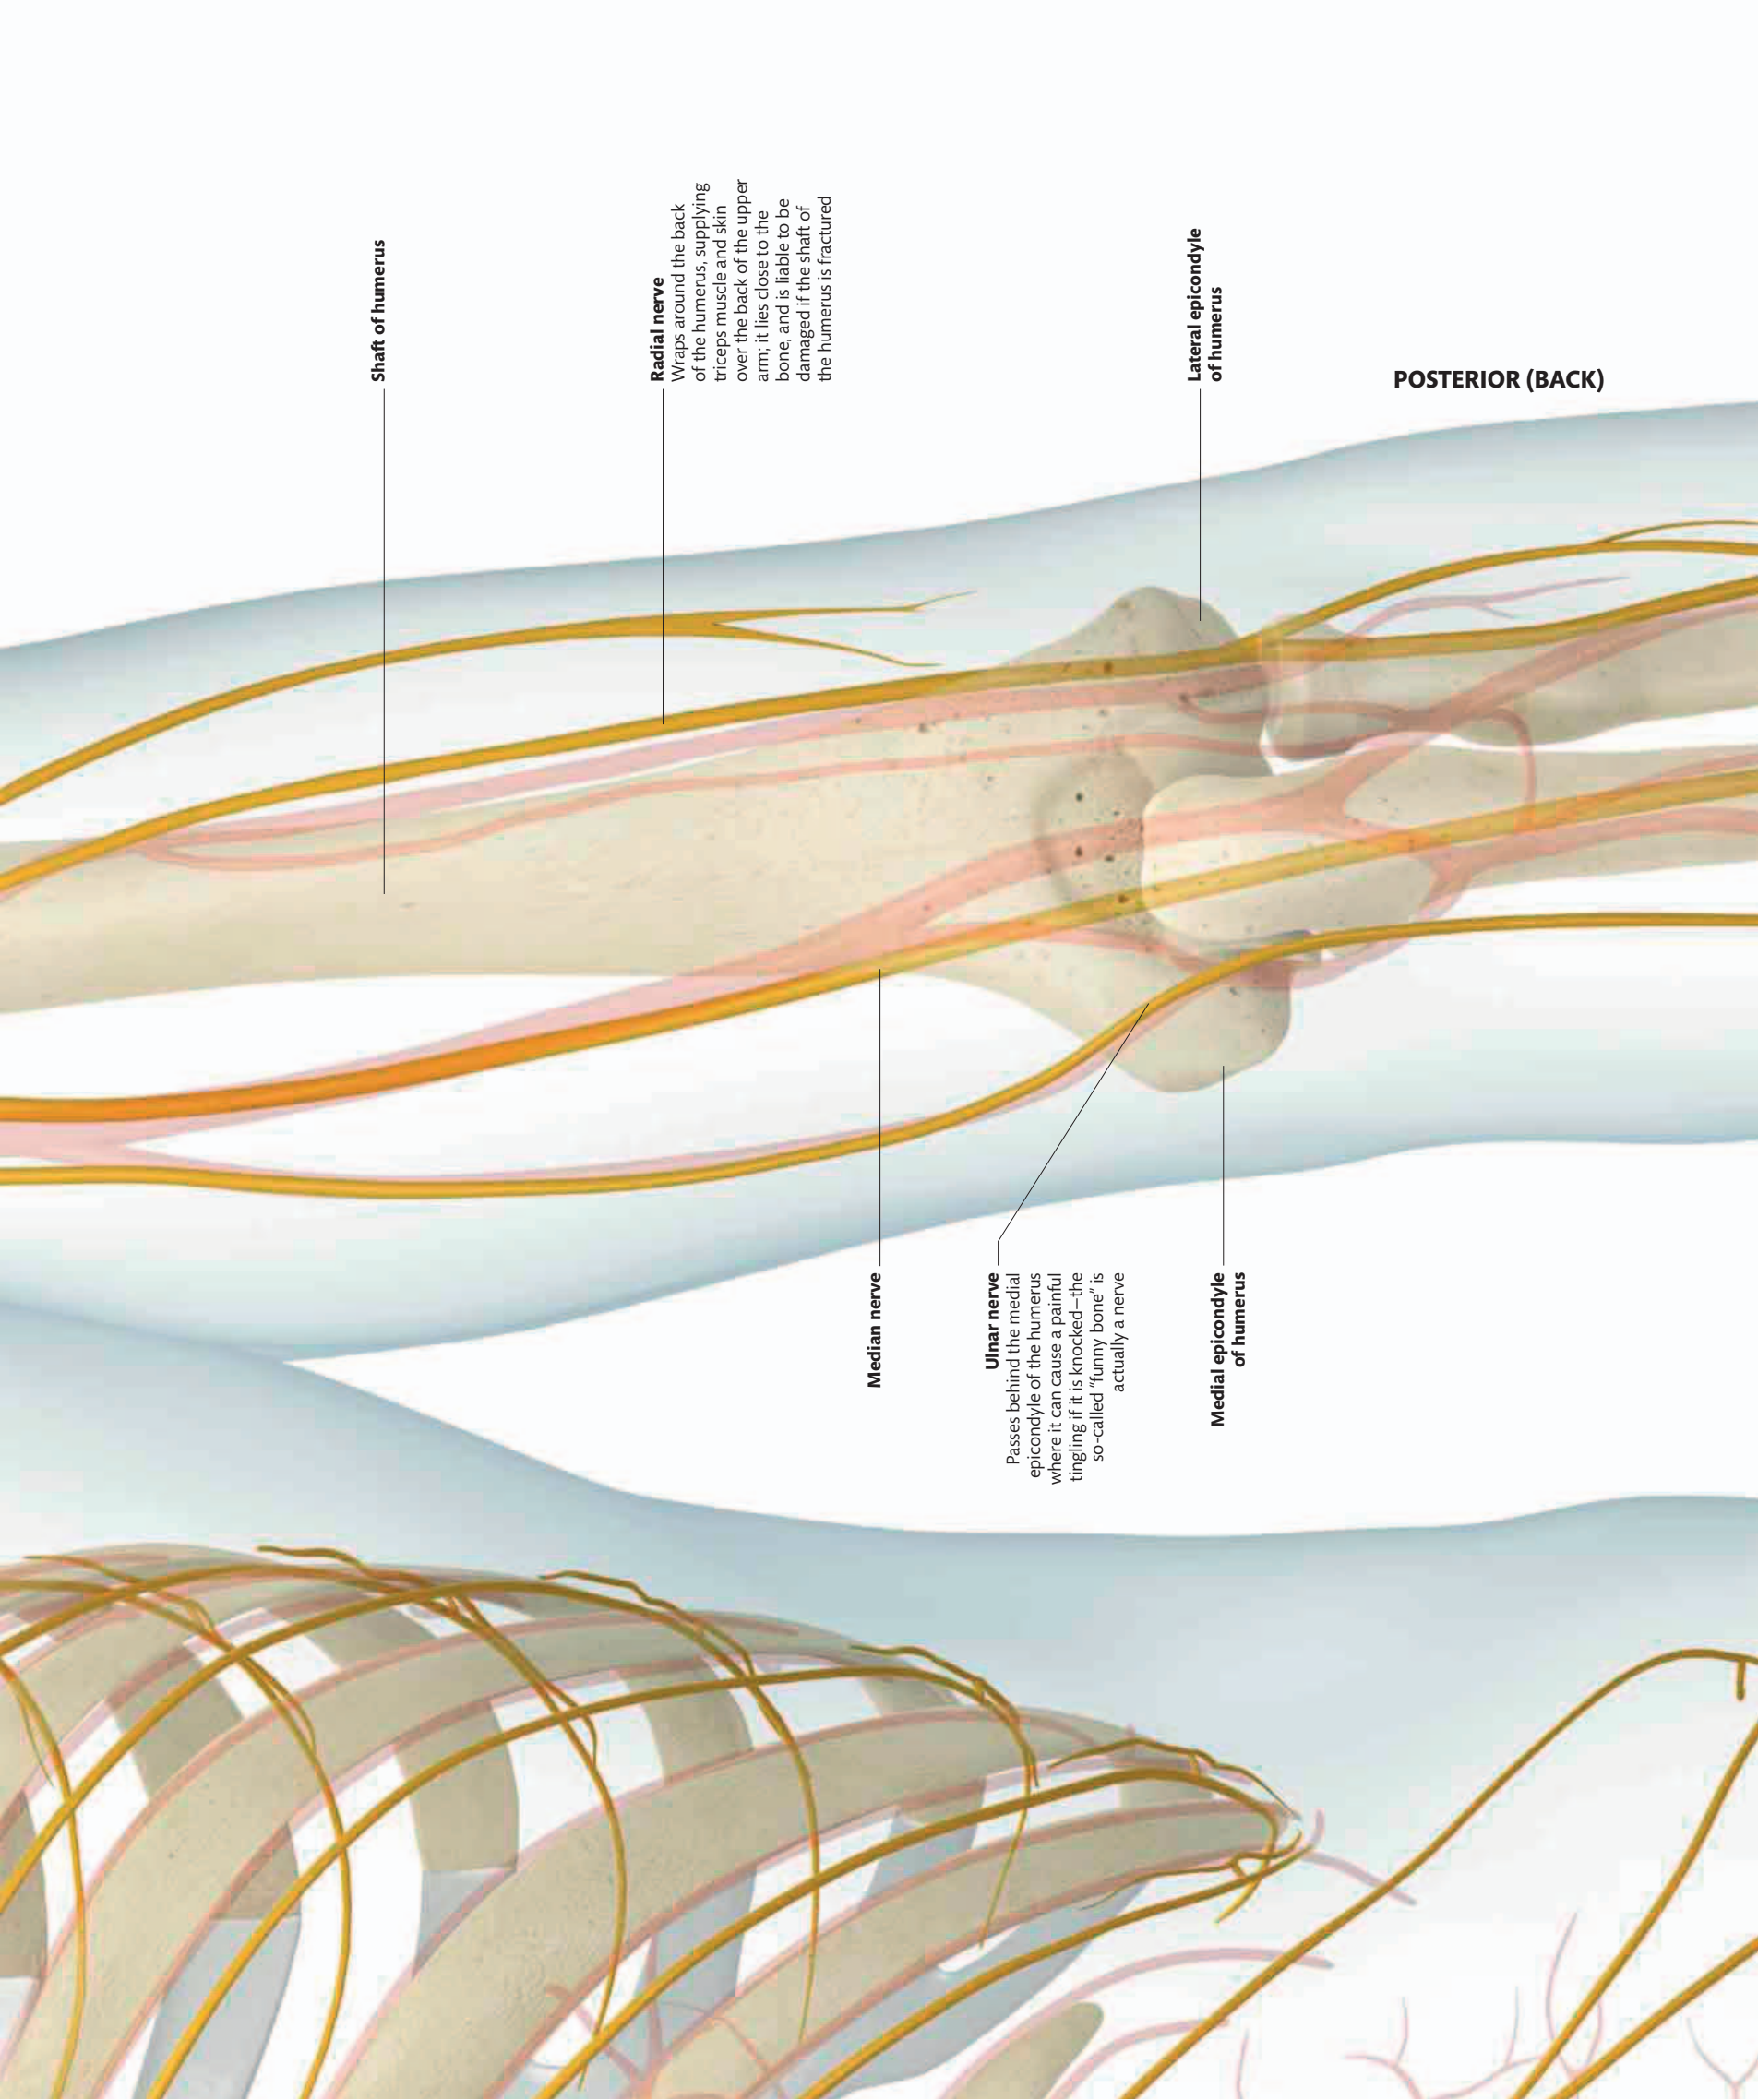 Shaft of humerus
Radial nerve
Wraps around the back
of the humerus, supplying
triceps muscle and skin
over the back of the upper
arm; it lies close to the
bone, and is liable to be
damaged if the shaft of
the humerus is fractured
Lateral epicondyle
of humerus
POSTERIOR (BACK)
Median nerve
Ulnar nerve
Passes behind the medial
epicondyle of the humerus
where it can cause a painful
tingling if it is knocked—the
so-called "funny bone" is
actually a nerve
Medial epicondyle
of humerus